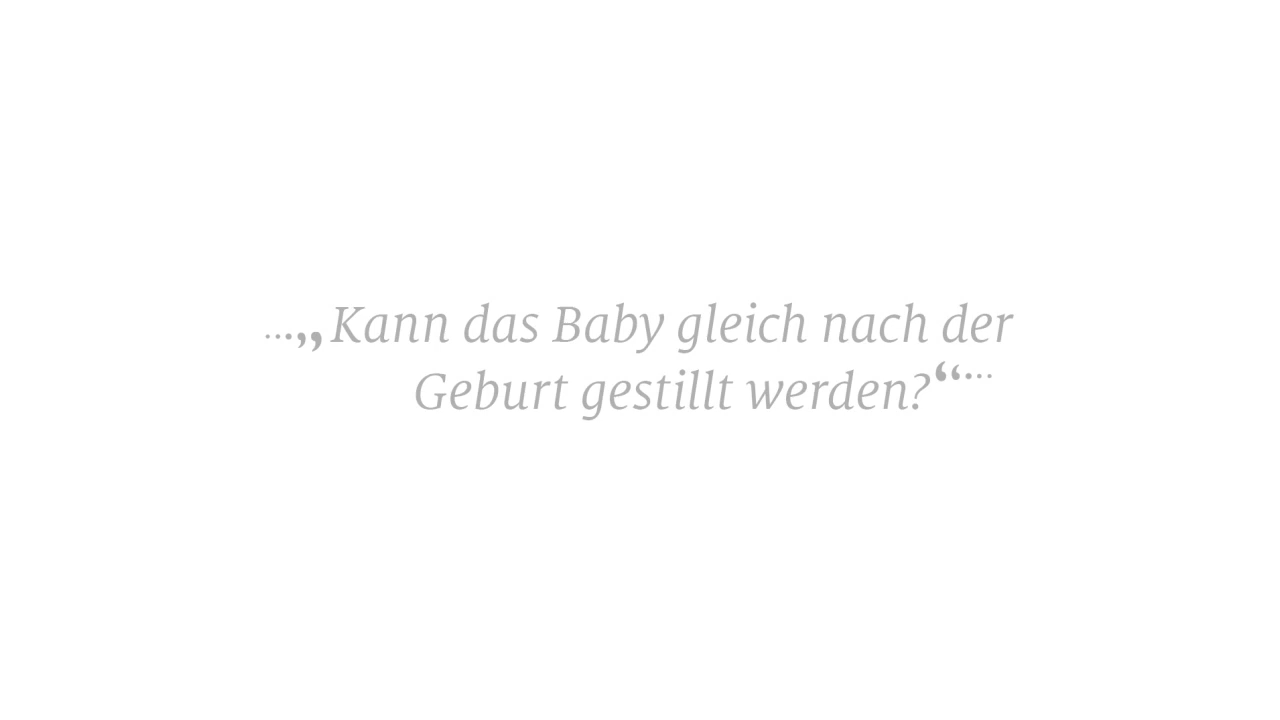 ...„Kann das Baby gleich nach der
Geburt gestillt werden?“...